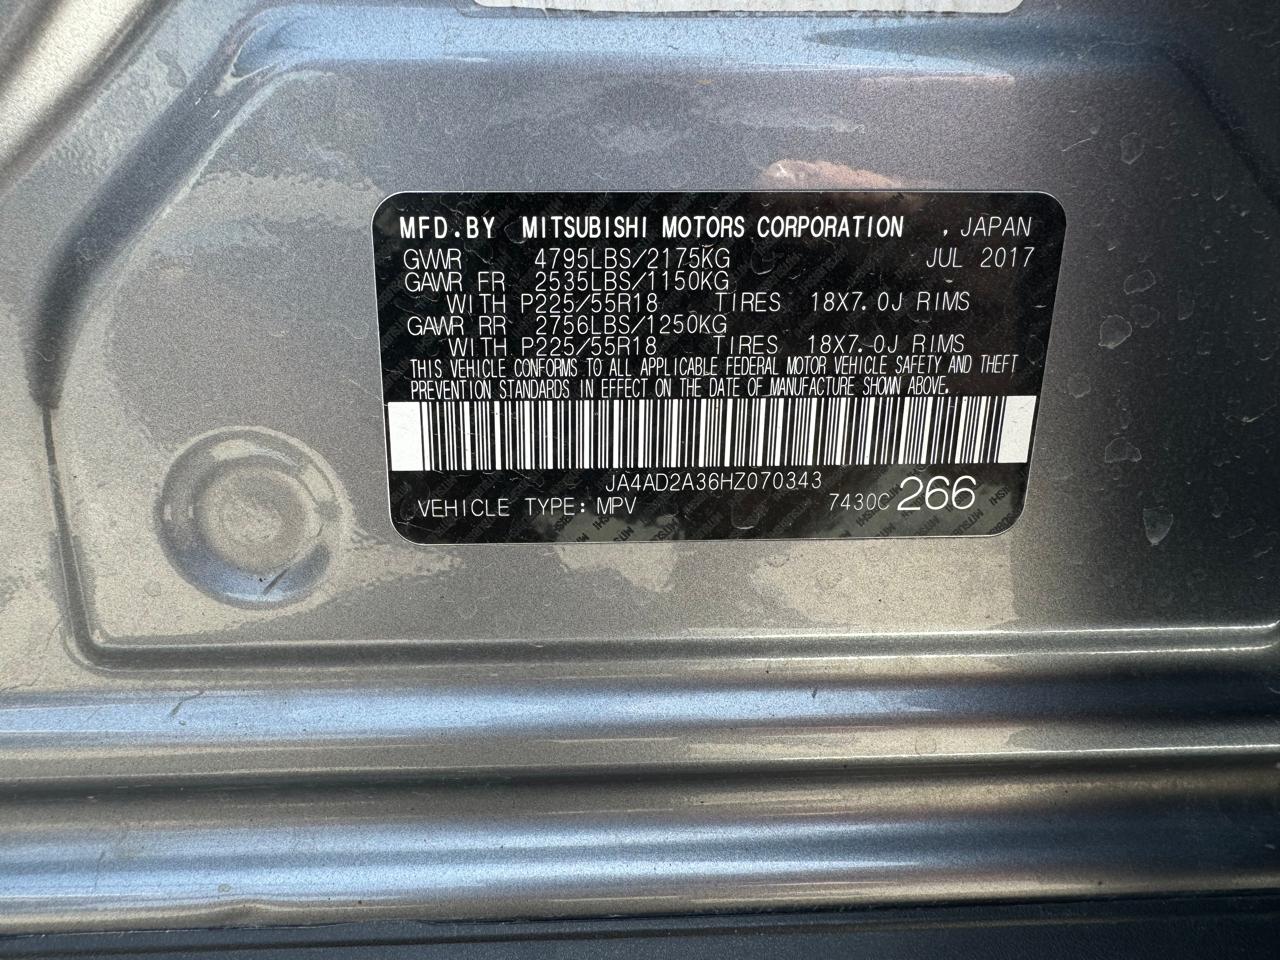 MFD.BY MITSUBISHI MOTORS CORPORATION , JAPAN
GVWR 4795LBS/2175KG JUL 2017
GAWR FR 2535LBS/1150KG
WITH P225/55R18 TIRES 18X7.0J RIMS
GAWR RR 2756LBS/1250KG
WITH P225/55R18 TIRES 18X7.0J RIMS
THIS VEHICLE CONFORMS TO ALL APPLICABLE FEDERAL MOTOR VEHICLE SAFETY AND THEFT
PREVENTION STANDARDS IN EFFECT ON THE DATE OF MANUFACTURE SHOWN ABOVE.
JA4AD2A36HZ070343
VEHICLE TYPE: MPV 7430C 266